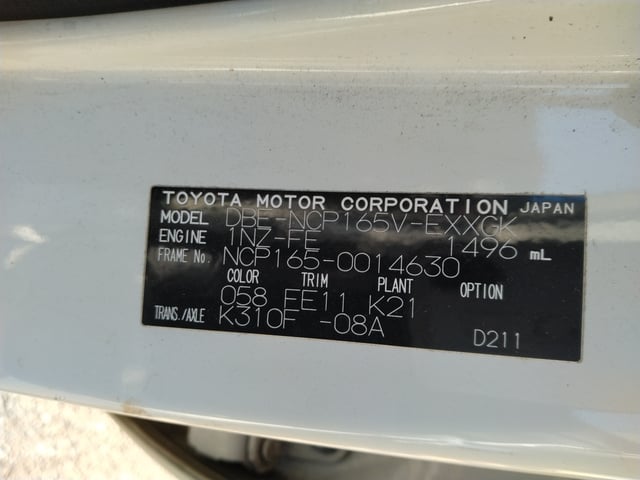 TOYOTA MOTOR CORPORATION JAPAN
MODEL DBE-NCP165V-EXXGK
ENGINE 1NZ-FE 1496 mL
FRAME No. NCP165-0014630
COLOR TRIM PLANT OPTION
058 FE11 K21
TRANS./AXLE K310F -08A
D211